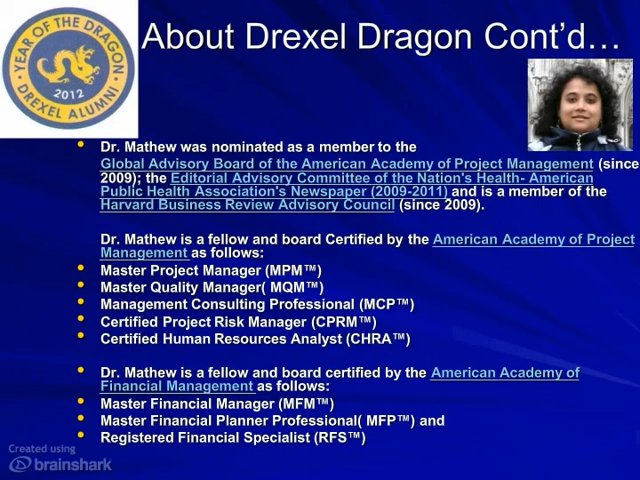 YEAR OF THE DRAGON
2012
DREXEL ALUMNI
About Drexel Dragon Cont’d…
• Dr. Mathew was nominated as a member to the
Global Advisory Board of the American Academy of Project Management (since
2009); the Editorial Advisory Committee of the Nation's Health- American
Public Health Association's Newspaper (2009-2011) and is a member of the
Harvard Business Review Advisory Council (since 2009).
Dr. Mathew is a fellow and board Certified by the American Academy of Project
Management as follows:
• Master Project Manager (MPM™)
• Master Quality Manager( MQM™)
• Management Consulting Professional (MCP™)
• Certified Project Risk Manager (CPRM™)
• Certified Human Resources Analyst (CHRA™)
• Dr. Mathew is a fellow and board certified by the American Academy of
Financial Management as follows:
• Master Financial Manager (MFM™)
• Master Financial Planner Professional( MFP™) and
• Registered Financial Specialist (RFS™)
Created using
brainshark